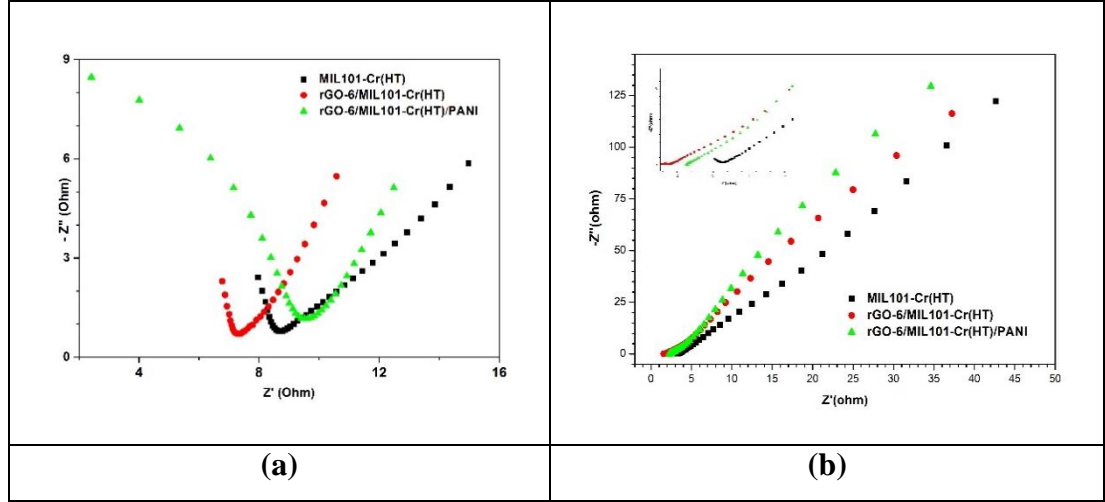 9
6
3
0
- Z" (Ohm)
MIL101-Cr(HT)
rGO-6/MIL101-Cr(HT)
rGO-6/MIL101-Cr(HT)/PANI
4 8 12 16
Z' (Ohm)
125
100
75
50
25
0
-Z"(ohm)
MIL101-Cr(HT)
rGO-6/MIL101-Cr(HT)
rGO-6/MIL101-Cr(HT)/PANI
0 5 10 15 20 25 30 35 40 45 50
Z'(ohm)
(a)
(b)